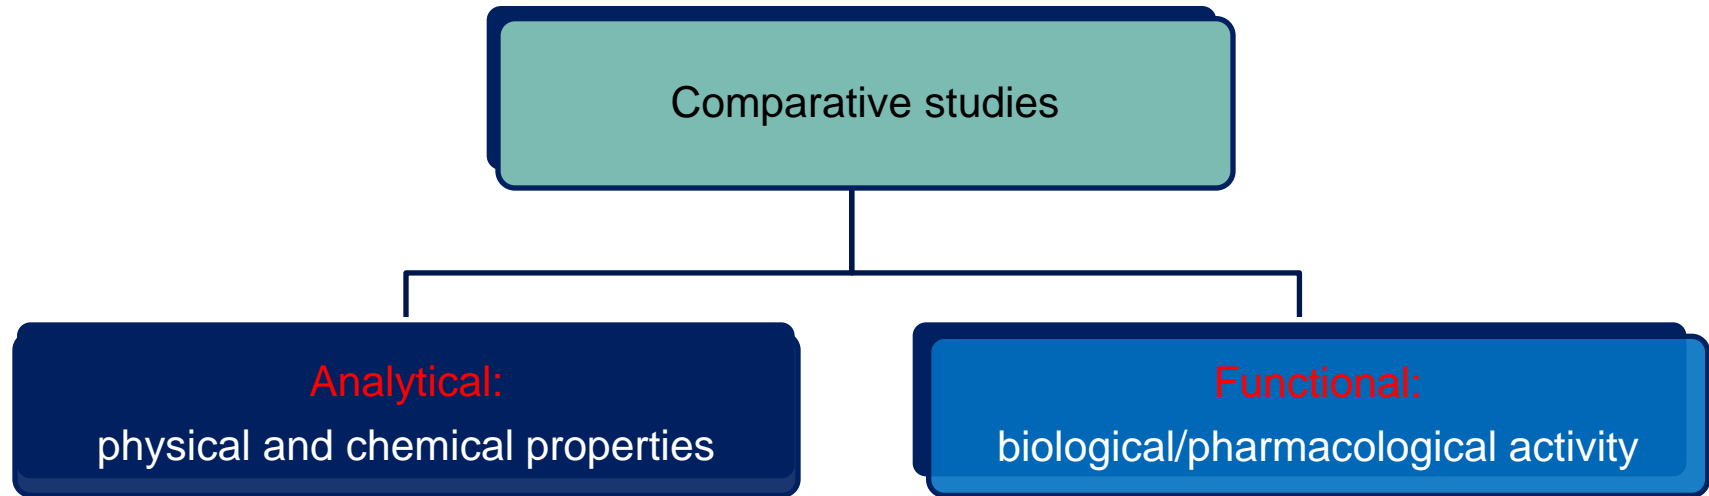 Comparative studies
Analytical:
physical and chemical properties
Functional:
biological/pharmacological activity